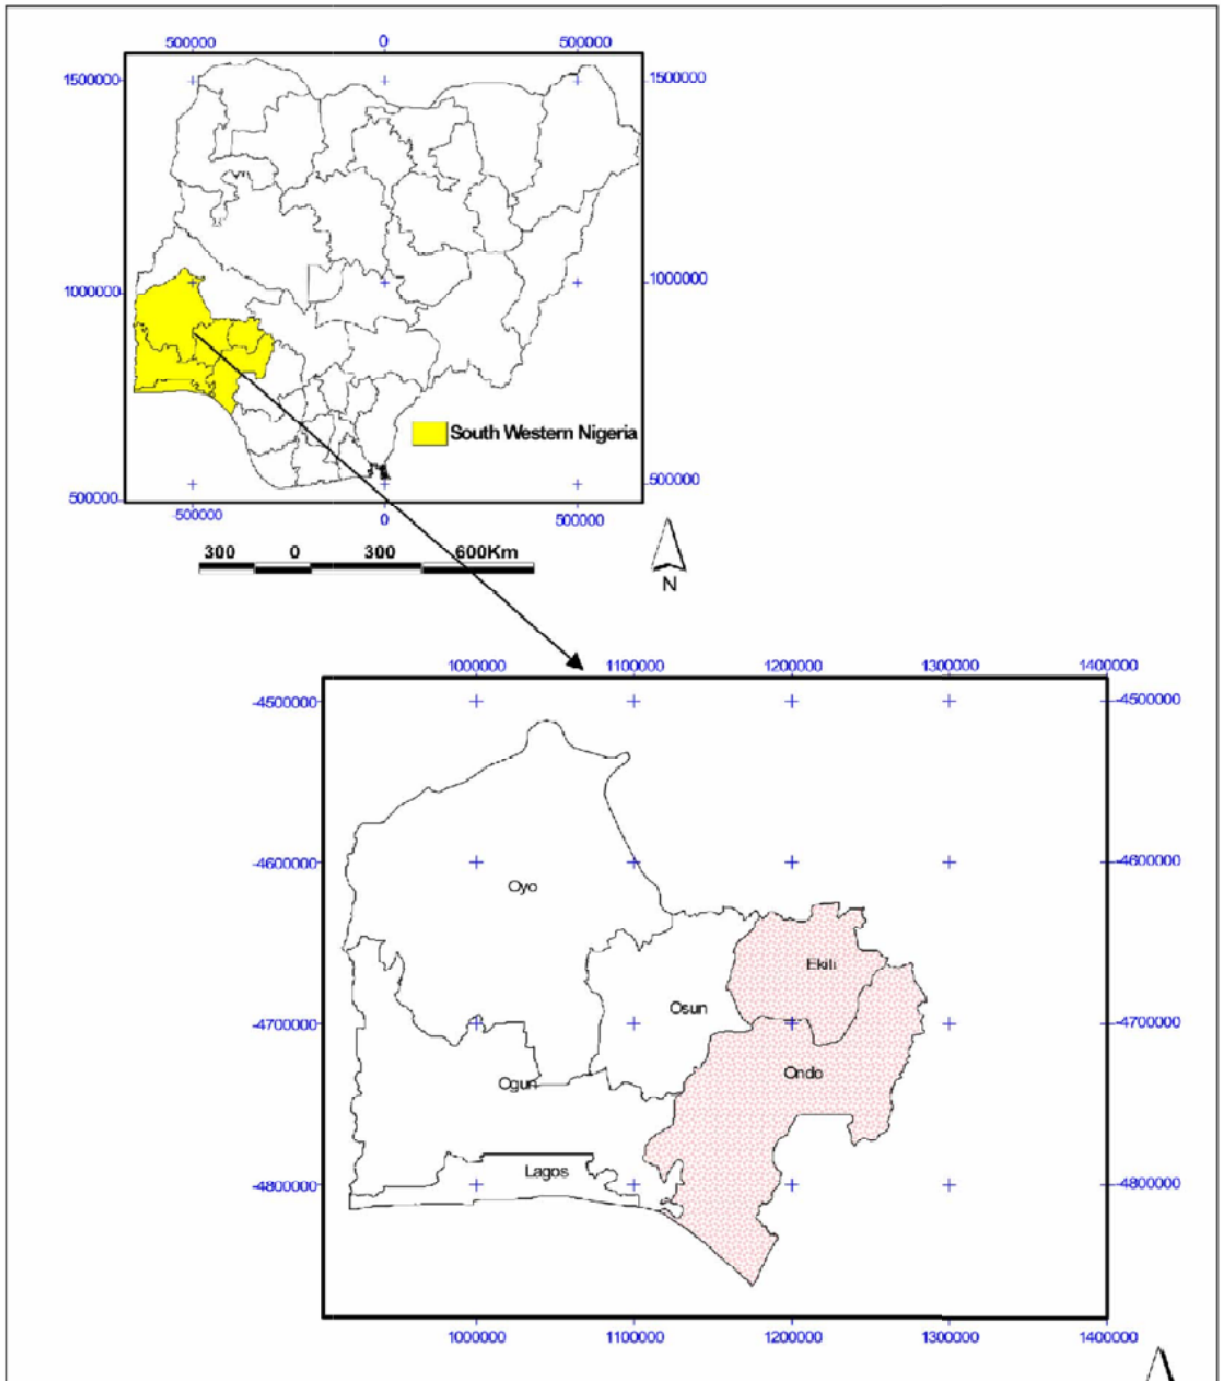 500000 0 500000
1500000 1500000
1000000 1000000
South Western Nigeria
500000 500000
-500000 0 500000
300 0 300 600Km
N
1000000 1100000 1200000 1300000 1400000
-4500000 -4500000
-4600000 -4600000
Oyo
Ekiti
Osun
-4700000 -4700000
Ondo
Ogun
Lagos
-4800000 -4800000
1000000 1100000 1200000 1300000 1400000